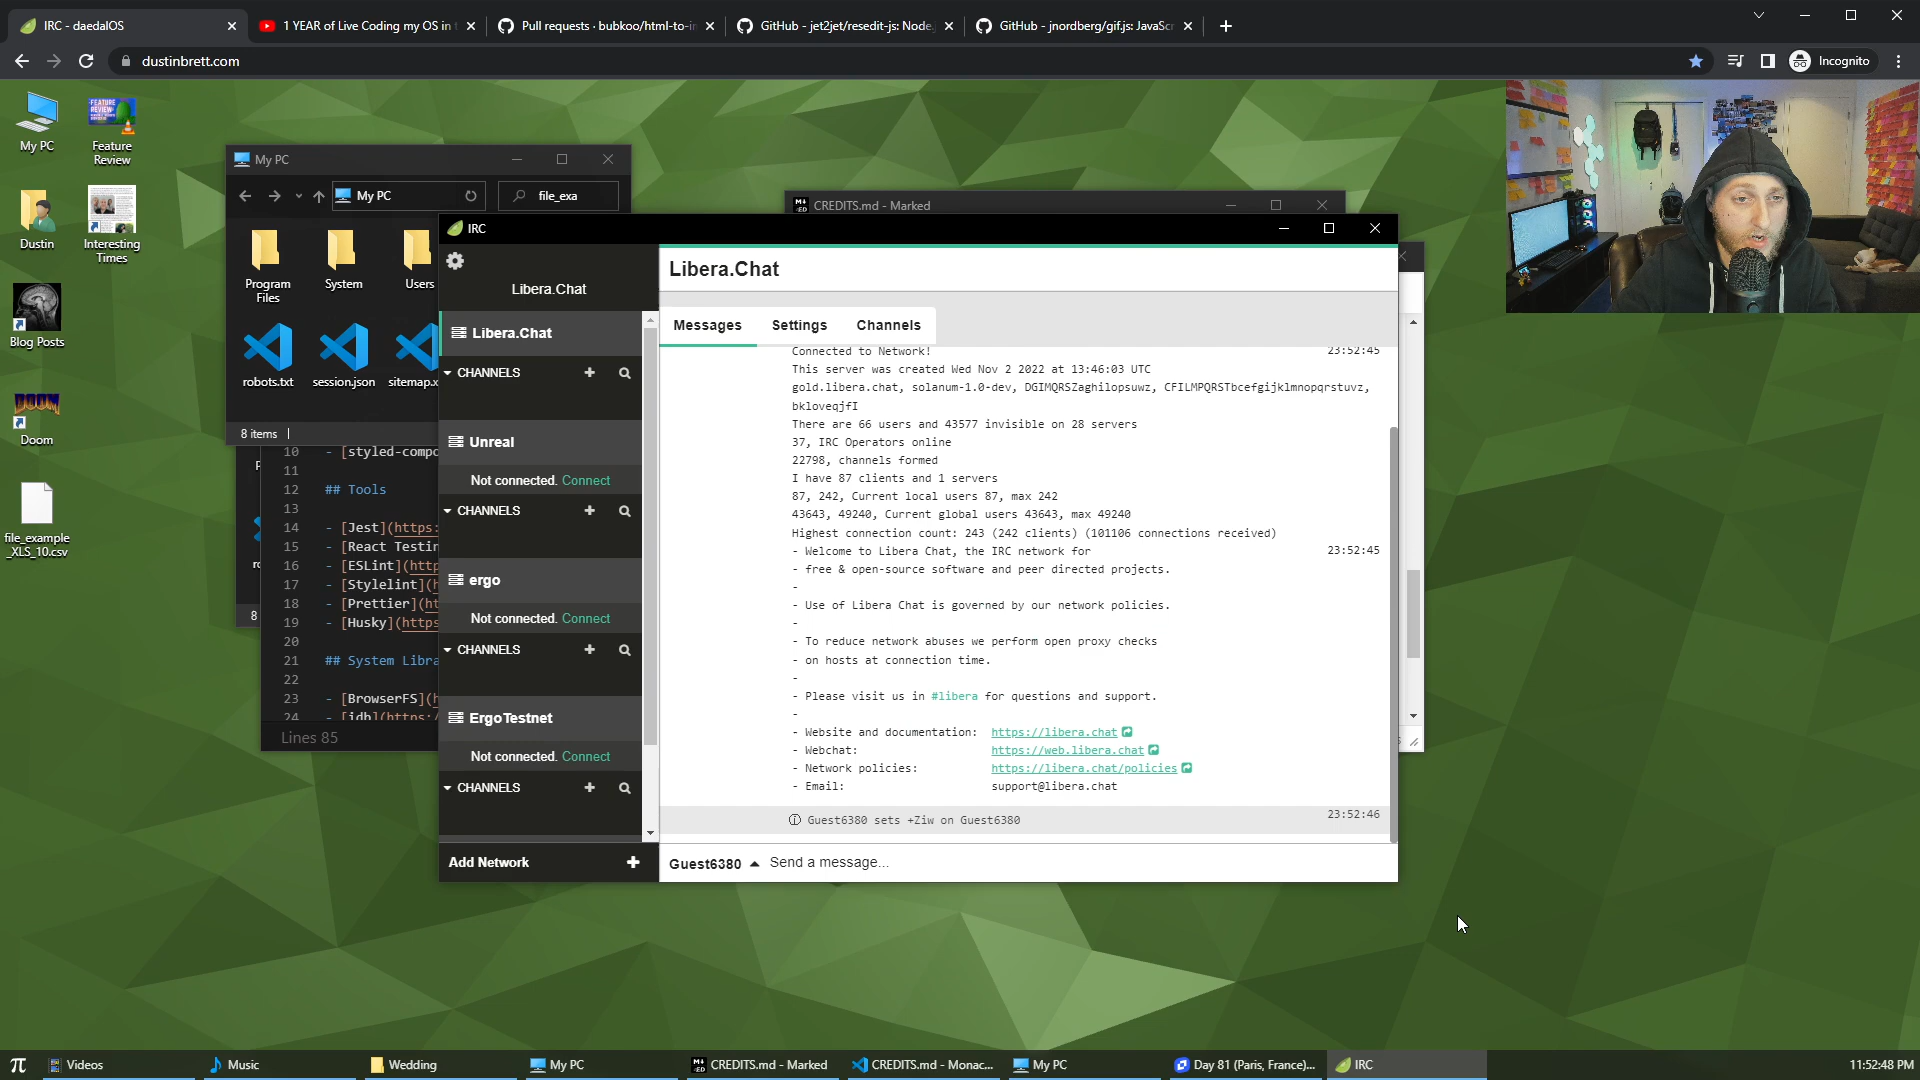 IRC - daedalOS
1 YEAR of Live Coding my OS in
Pull requests · bubkoo/html-to-i
GitHub - jet2jet/resedit-js: Node.
GitHub - jnordberg/gif.js: JavaSc
dustinbrett.com
Incognito
My PC
Feature Review
Dustin
Interesting Times
Blog Posts
Doom
file_example_XLS_10.csv
My PC
My PC
file_exa
Program Files
System
Users
robots.txt
session.json
sitemap.x
8 items
CREDITS.md - Marked
10 - [styled-compo
11
12 ## Tools
13
14 - [Jest](https:
15 - [React Testin
16 - [ESLint](http
17 - [Stylelint](h
18 - [Prettier](ht
19 - [Husky](https
20
21 ## System Libra
22
23 - [BrowserFS](h
24 - [idb](https:/
Lines 85
8
IRC
Libera.Chat
Libera.Chat
CHANNELS
Unreal
Not connected. Connect
CHANNELS
ergo
Not connected. Connect
CHANNELS
ErgoTestnet
Not connected. Connect
CHANNELS
Add Network
Libera.Chat
Messages Settings Channels
Connected to Network! 23:52:45
This server was created Wed Nov 2 2022 at 13:46:03 UTC
gold.libera.chat, solanum-1.0-dev, DGIMQRSZaghilopsuwz, CFILMPQRSTbcefgijklmnopqrstuvz,
bkloveqjfI
There are 66 users and 43577 invisible on 28 servers
37, IRC Operators online
22798, channels formed
I have 87 clients and 1 servers
87, 242, Current local users 87, max 242
43643, 49240, Current global users 43643, max 49240
Highest connection count: 243 (242 clients) (101106 connections received)
- Welcome to Libera Chat, the IRC network for 23:52:45
- free & open-source software and peer directed projects.
-
- Use of Libera Chat is governed by our network policies.
-
- To reduce network abuses we perform open proxy checks
- on hosts at connection time.
-
- Please visit us in #libera for questions and support.
-
- Website and documentation: https://libera.chat
- Webchat: https://web.libera.chat
- Network policies: https://libera.chat/policies
- Email: support@libera.chat
Guest6380 sets +Ziw on Guest6380 23:52:46
Guest6380 Send a message...
Videos
Music
Wedding
My PC
CREDITS.md - Marked
CREDITS.md - Monac...
My PC
Day 81 (Paris, France)...
IRC
11:52:48 PM